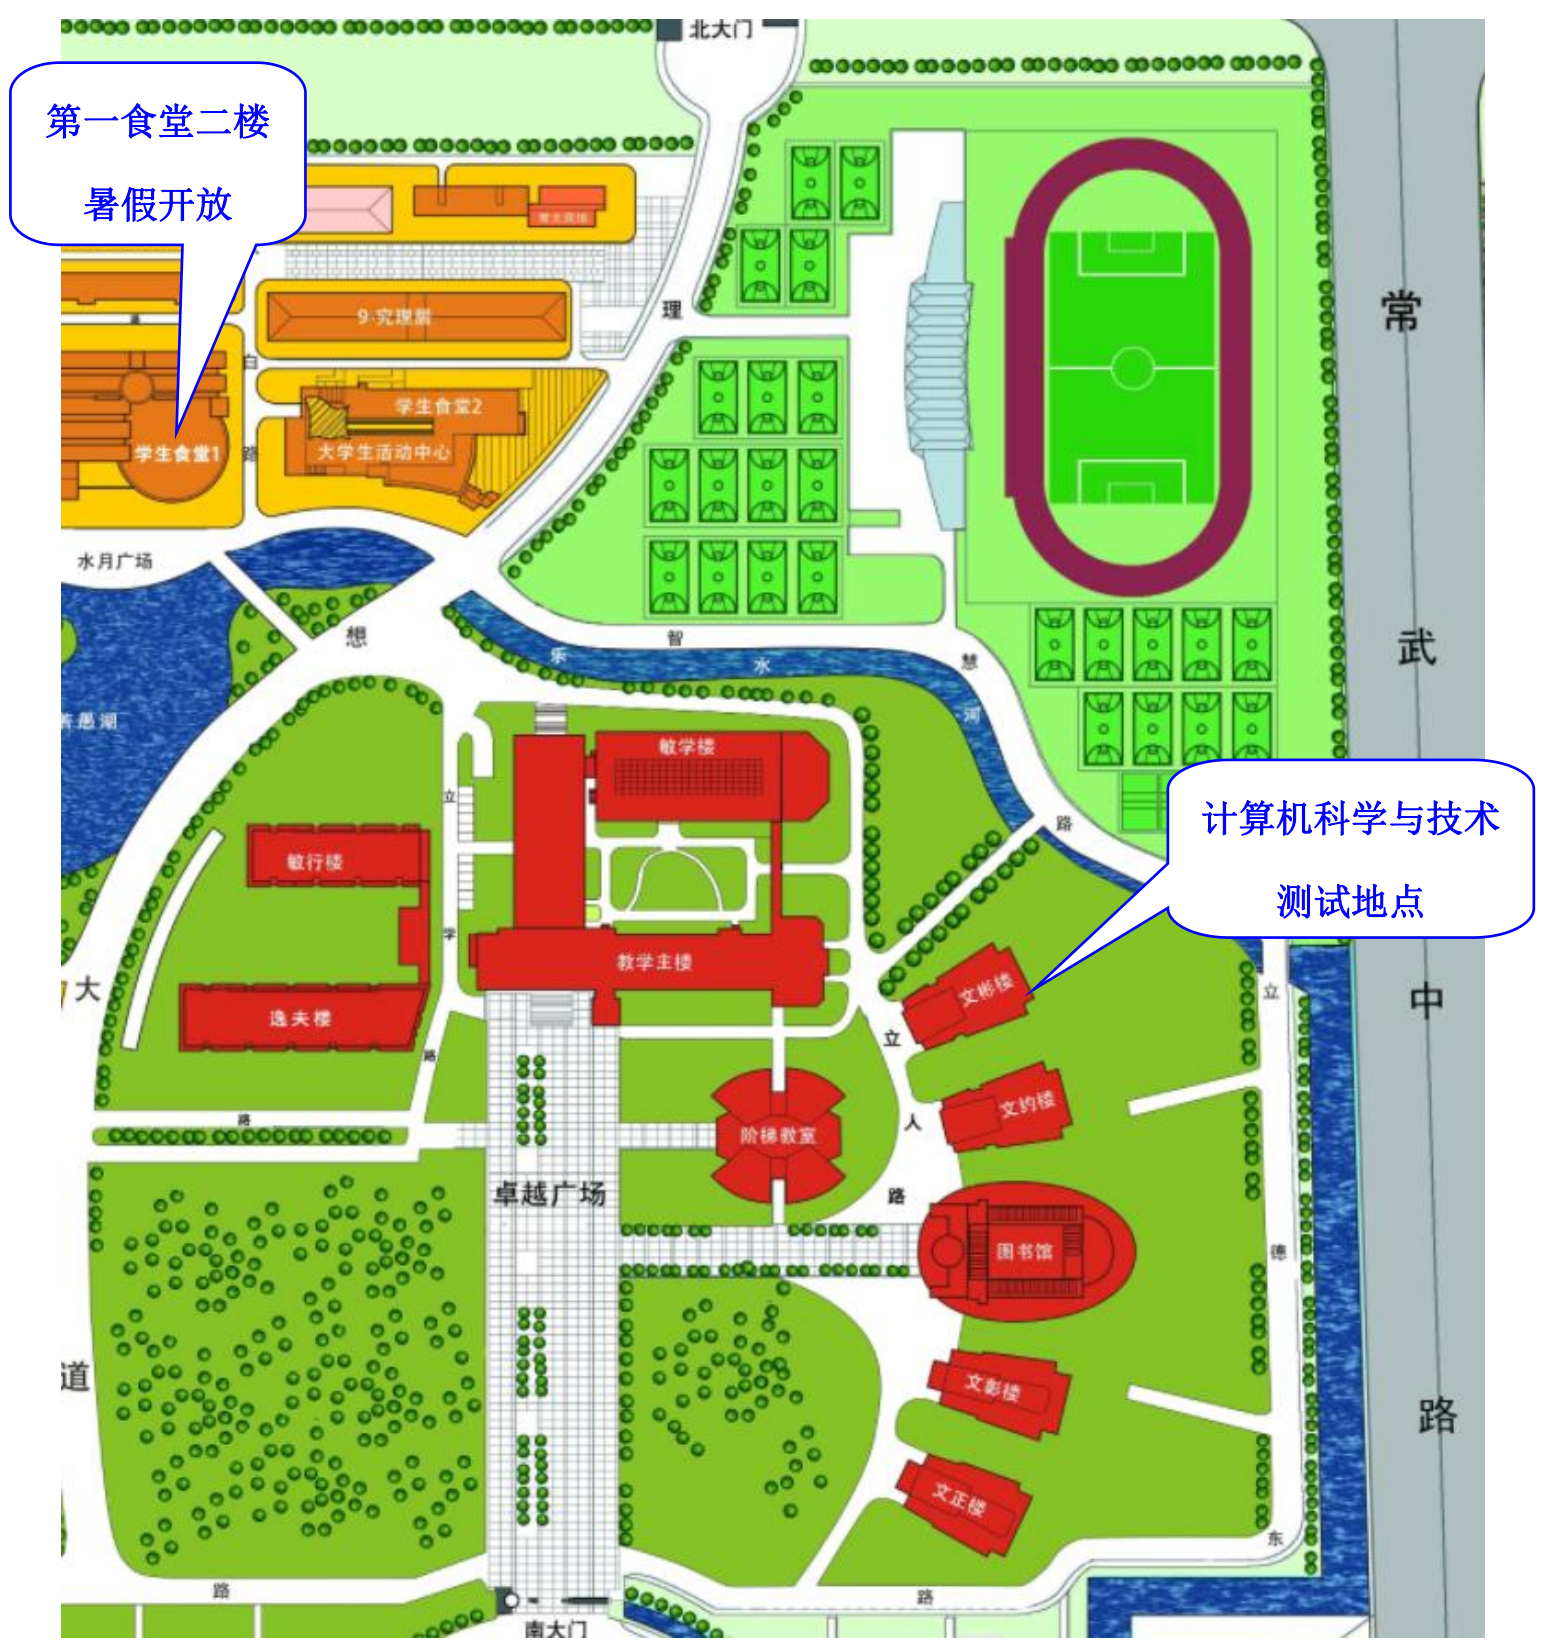 北大门
第一食堂二楼
暑假开放
理
常
白
学生食堂2
大学生活动中心
学生食堂1
路
水月广场
想
智
乐
水
慧
河
武
愚湖
敏学楼
立
计算机科学与技术
测试地点
路
敏行楼
学
教学主楼
大
文彬楼
立
中
逸夫楼
立
路
文约楼
路
人
阶梯教室
卓越广场
路
图书馆
德
道
文彰楼
路
文正楼
东
路
路
南大门